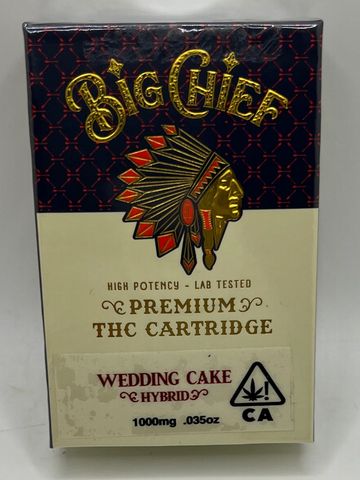 BIG CHIEF
HIGH POTENCY - LAB TESTED
PREMIUM
THC CARTRIDGE
WEDDING CAKE
HYBRID
1000mg .035oz
!
CA